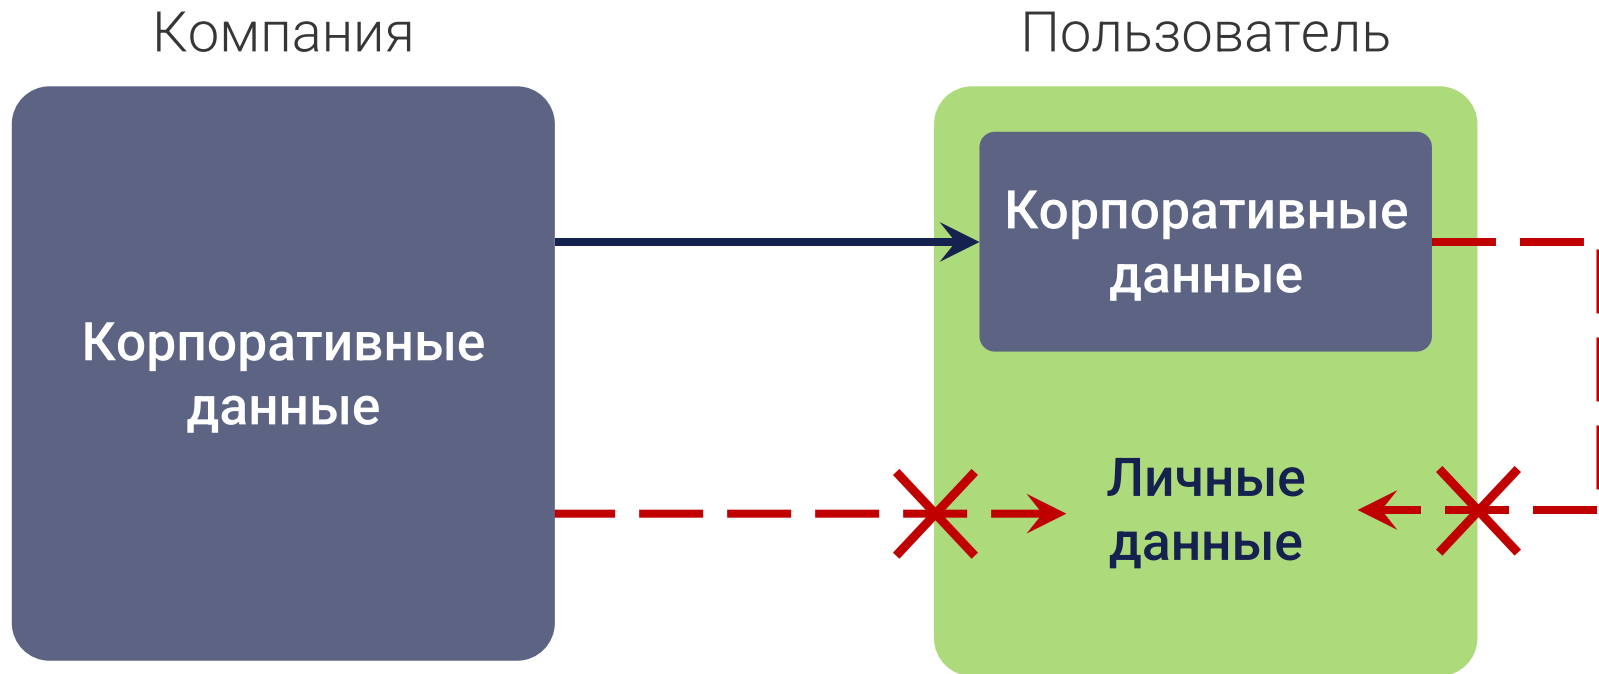 Компания
Пользователь
Корпоративные
данные
Корпоративные
данные
Личные
данные